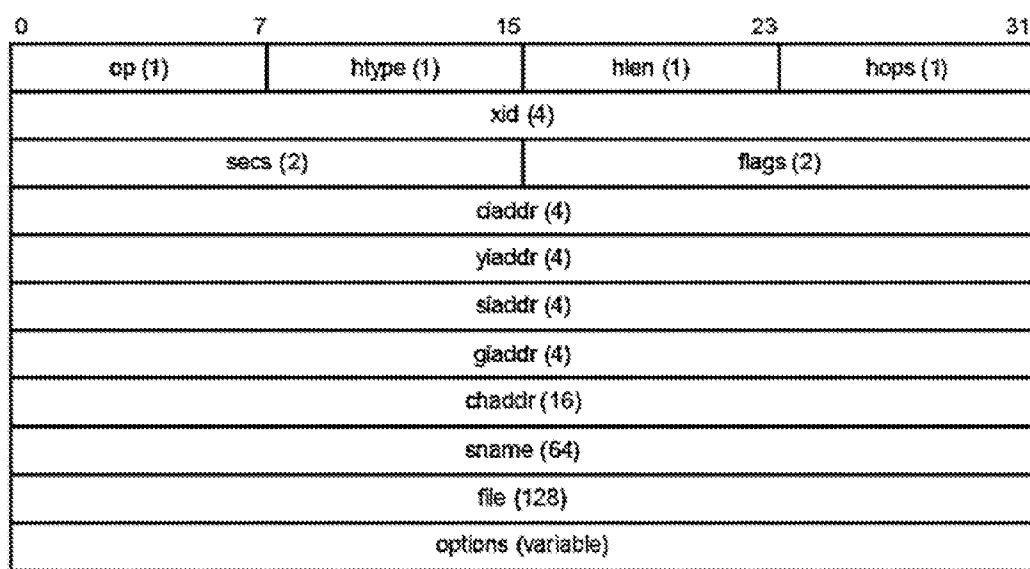 0 7 15 23 31
op (1) htype (1) hlen (1) hops (1)
xid (4)
secs (2) flags (2)
ciaddr (4)
yiaddr (4)
siaddr (4)
giaddr (4)
chaddr (16)
sname (64)
file (128)
options (variable)